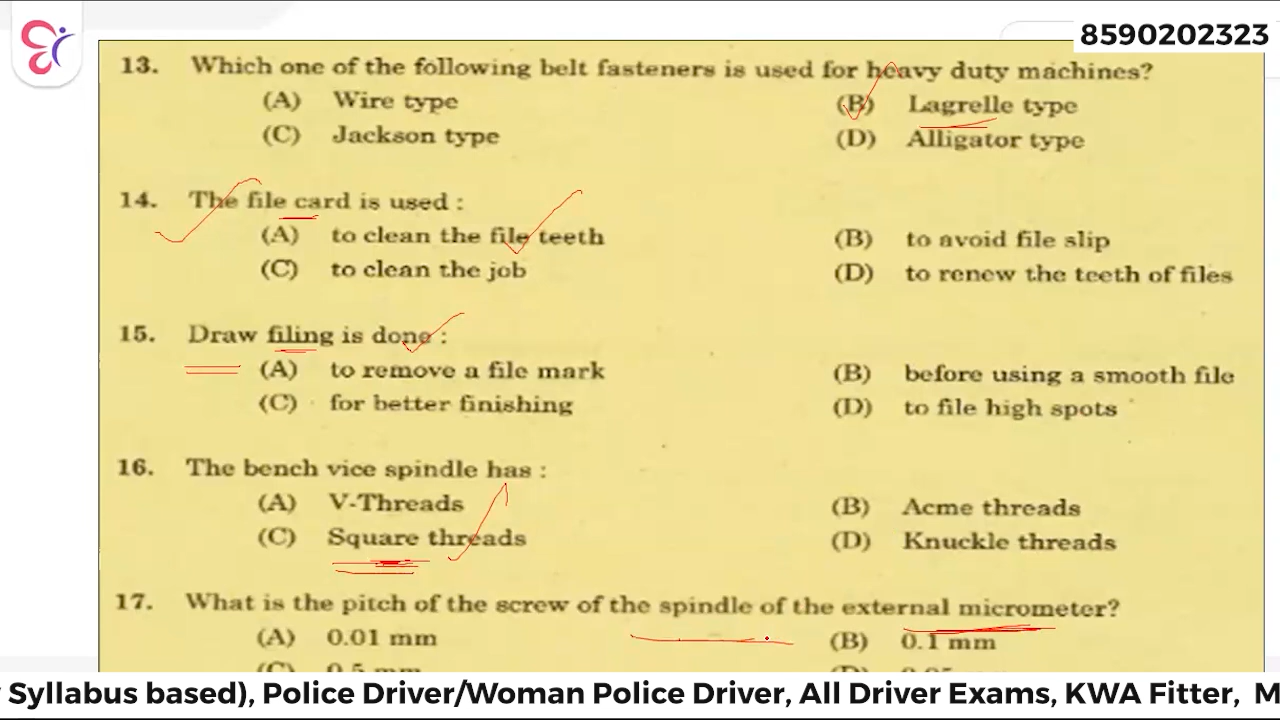 8590202323
13. Which one of the following belt fasteners is used for heavy duty machines?
(A) Wire type (B) Lagrelle type
(C) Jackson type (D) Alligator type
14. The file card is used :
(A) to clean the file teeth (B) to avoid file slip
(C) to clean the job (D) to renew the teeth of files
15. Draw filing is done :
(A) to remove a file mark (B) before using a smooth file
(C) for better finishing (D) to file high spots
16. The bench vice spindle has :
(A) V-Threads (B) Acme threads
(C) Square threads (D) Knuckle threads
17. What is the pitch of the screw of the spindle of the external micrometer?
(A) 0.01 mm (B) 0.1 mm
Syllabus based), Police Driver/Woman Police Driver, All Driver Exams, KWA Fitter, M